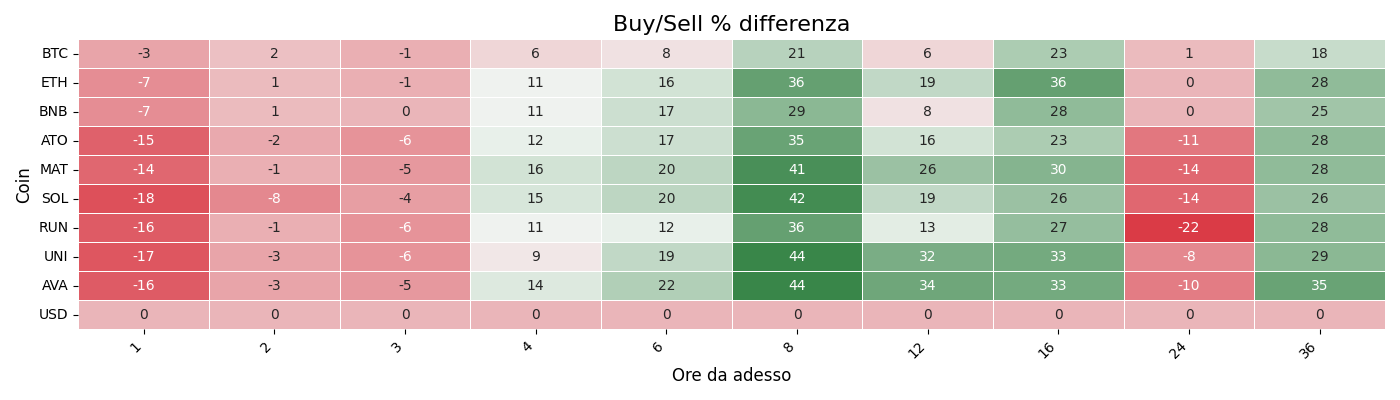 Buy/Sell % differenza
Coin
BTC -3 2 -1 6 8 21 6 23 1 18
ETH -7 1 -1 11 16 36 19 36 0 28
BNB -7 1 0 11 17 29 8 28 0 25
ATO -15 -2 -6 12 17 35 16 23 -11 28
MAT -14 -1 -5 16 20 41 26 30 -14 28
SOL -18 -8 -4 15 20 42 19 26 -14 26
RUN -16 -1 -6 11 12 36 13 27 -22 28
UNI -17 -3 -6 9 19 44 32 33 -8 29
AVA -16 -3 -5 14 22 44 34 33 -10 35
USD 0 0 0 0 0 0 0 0 0 0
1 2 3 4 6 8 12 16 24 36
Ore da adesso